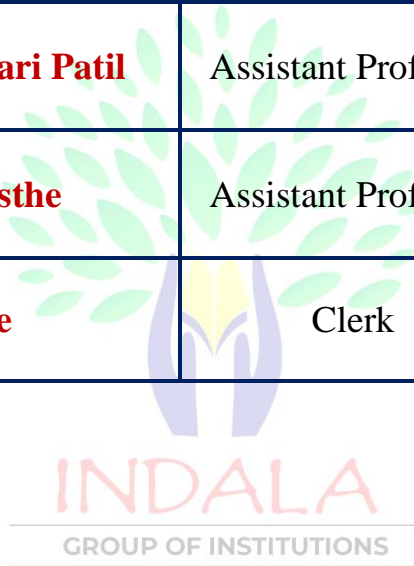 ari Patil Assistant Prof
sthe Assistant Prof
e Clerk
INDALA
GROUP OF INSTITUTIONS